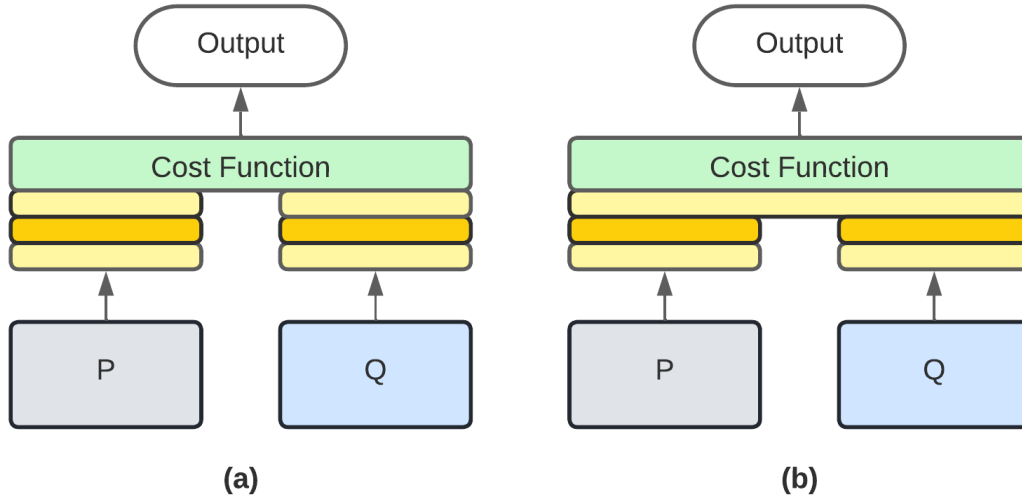 Output
Cost Function
P
Q
(a)
Output
Cost Function
P
Q
(b)